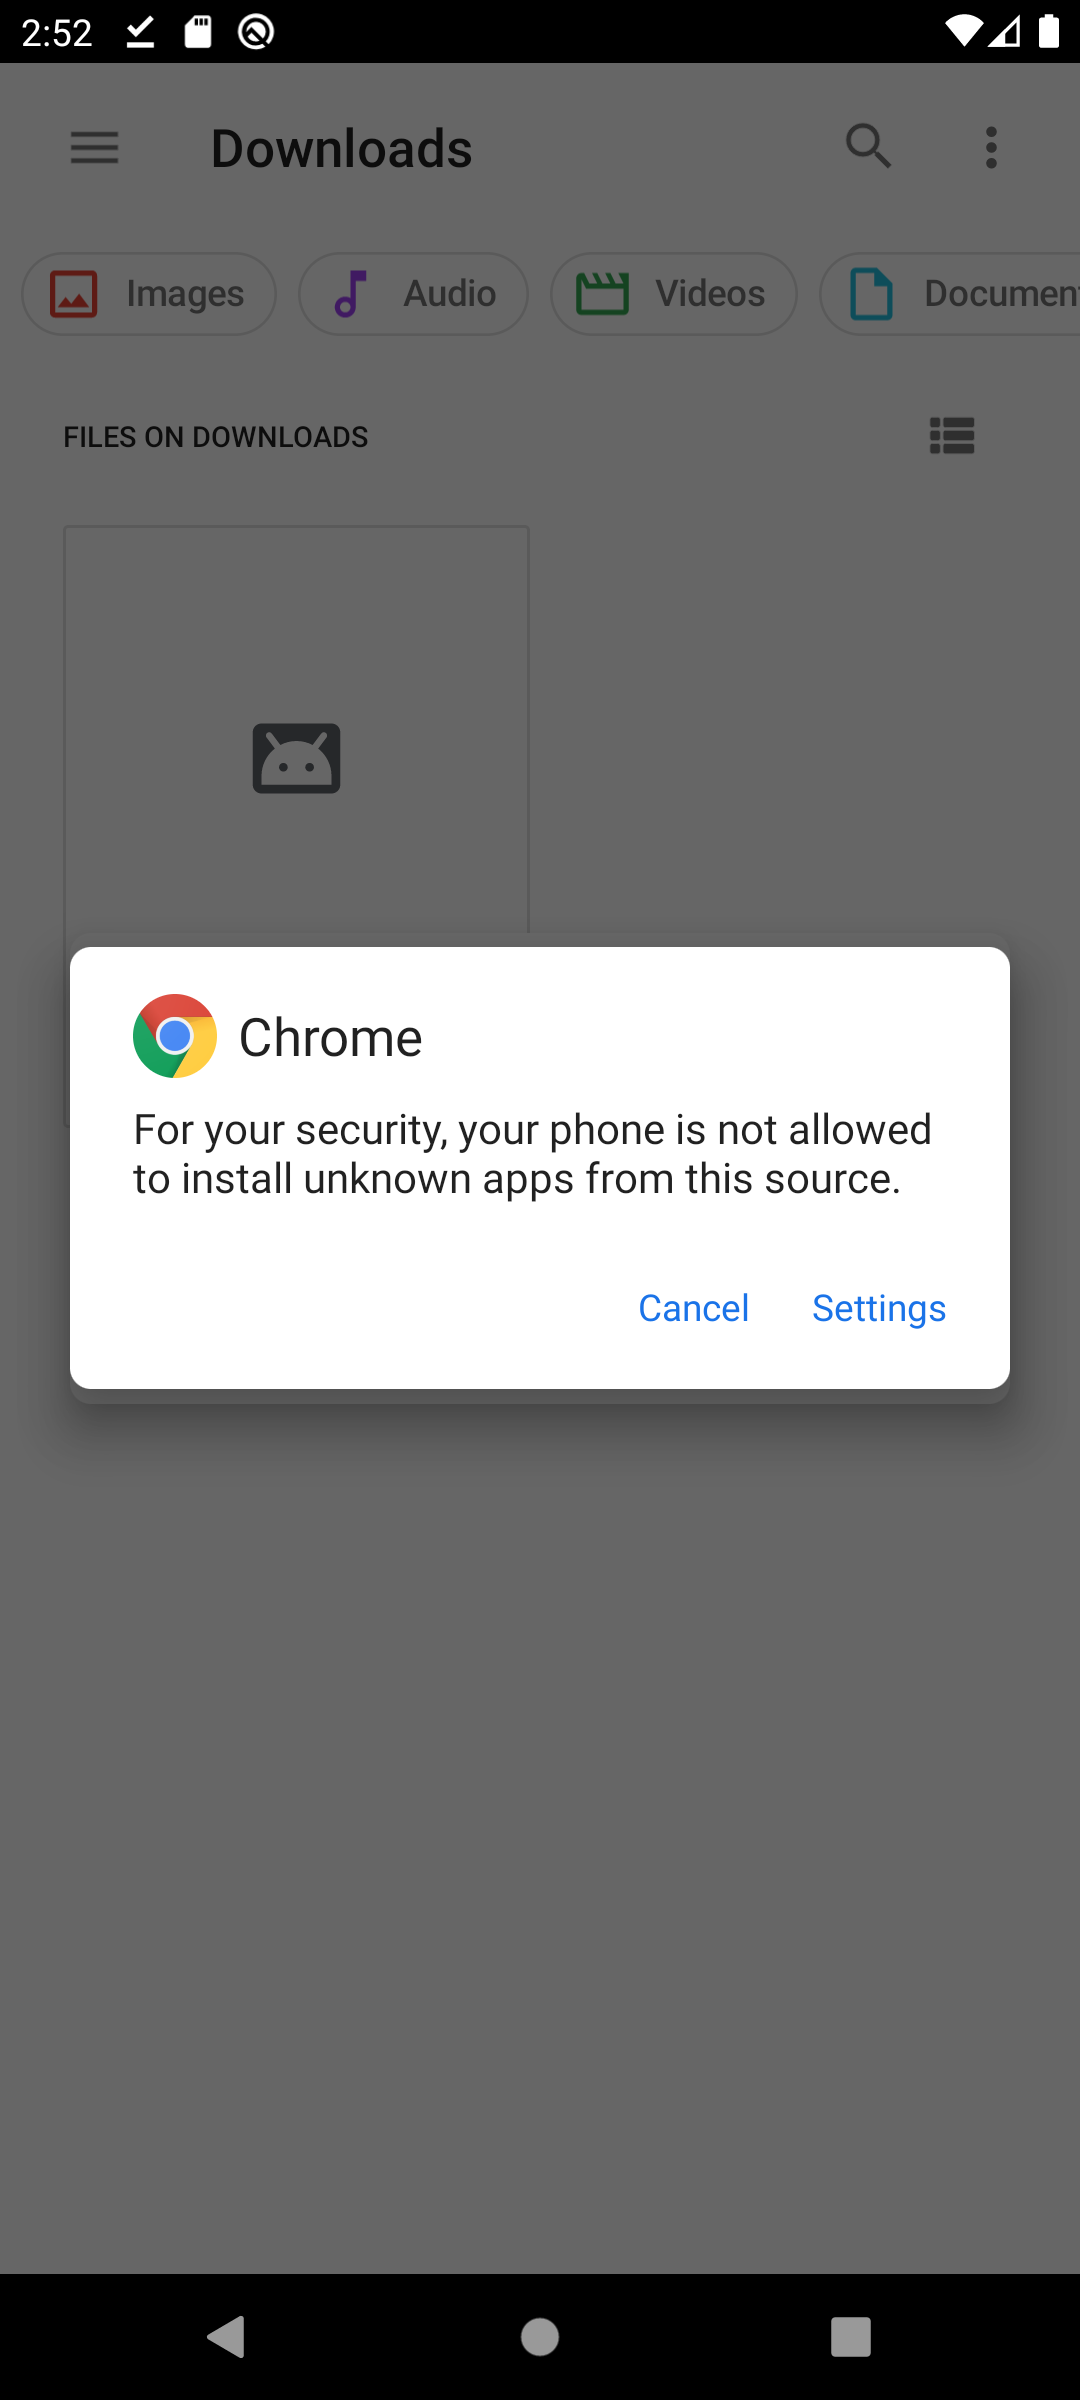 2:52
Downloads
Images
Audio
Videos
Documen
FILES ON DOWNLOADS
Chrome
For your security, your phone is not allowed
to install unknown apps from this source.
Cancel
Settings